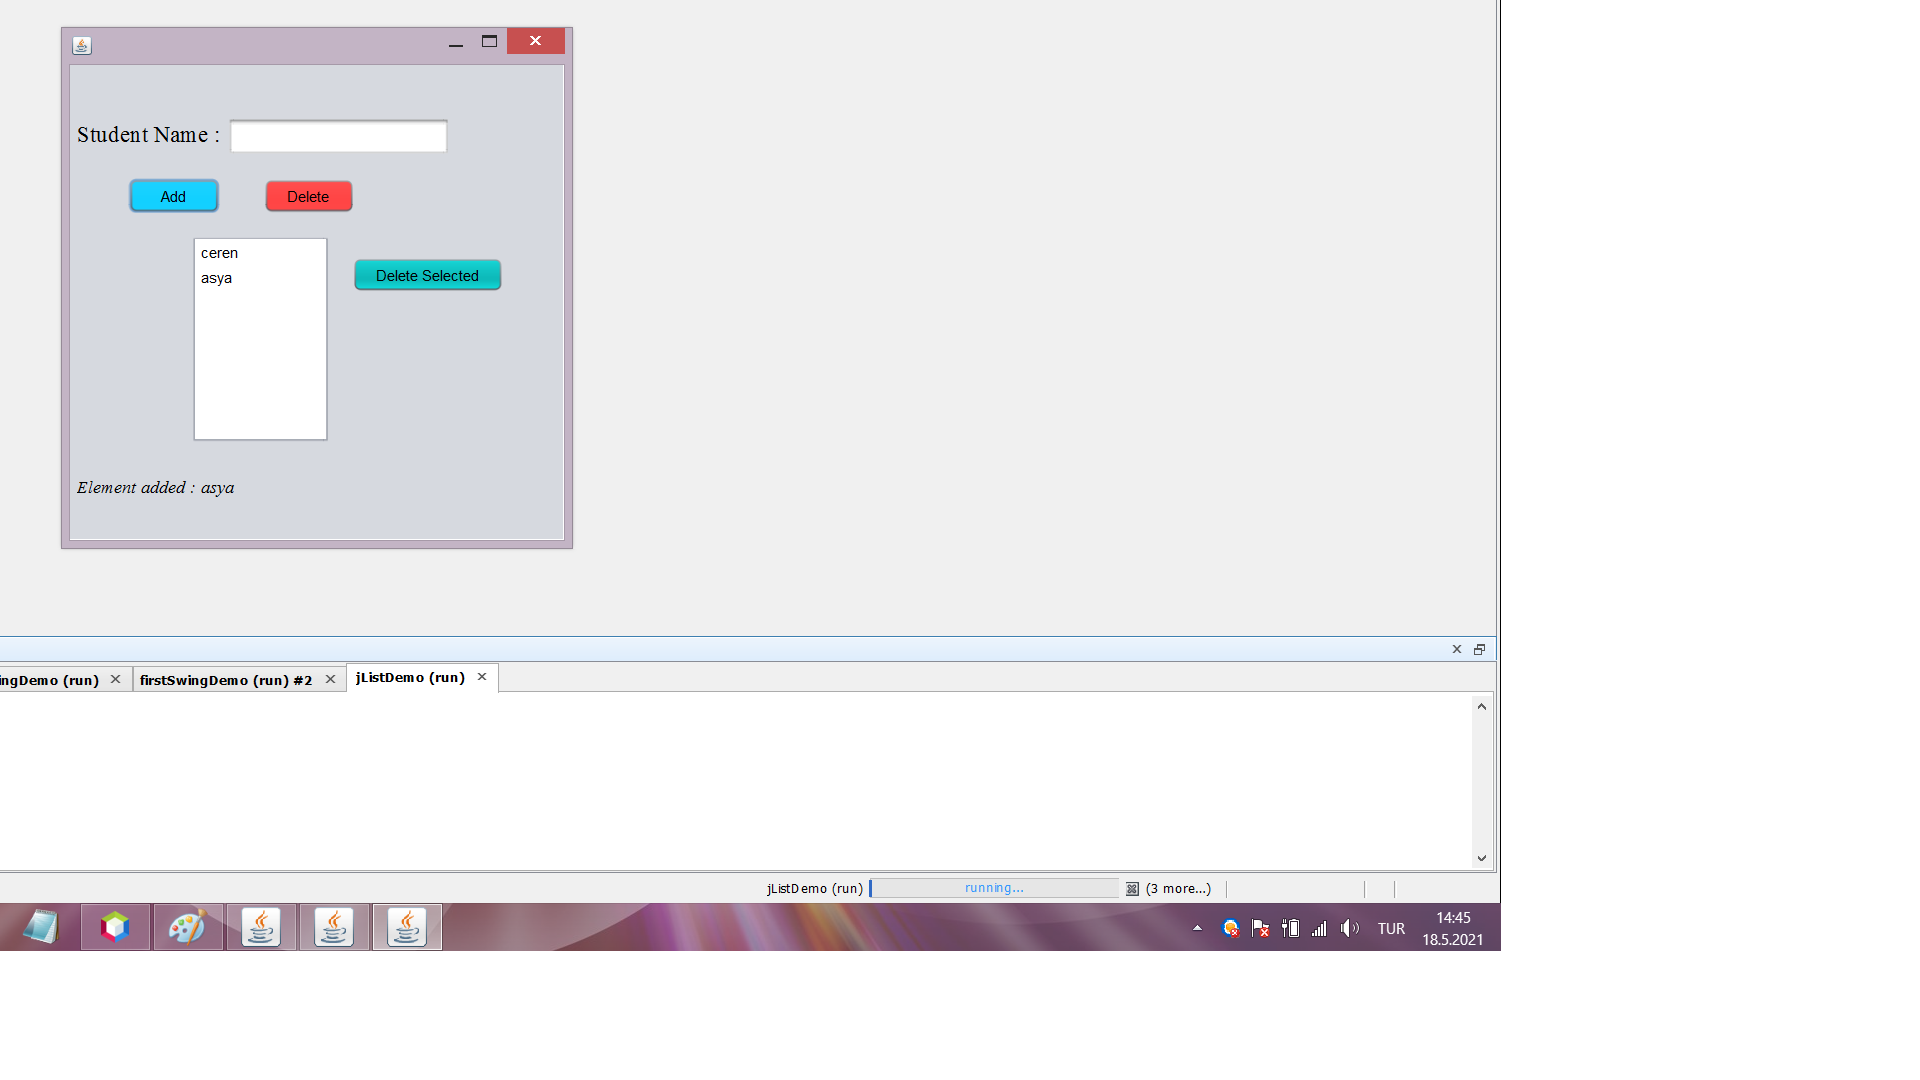 Student Name :
Add
Delete
ceren
asya
Delete Selected
Element added : asya
ingDemo (run)
firstSwingDemo (run) #2
jListDemo (run)
jListDemo (run)
running...
(3 more...)
TUR
14:45
18.5.2021